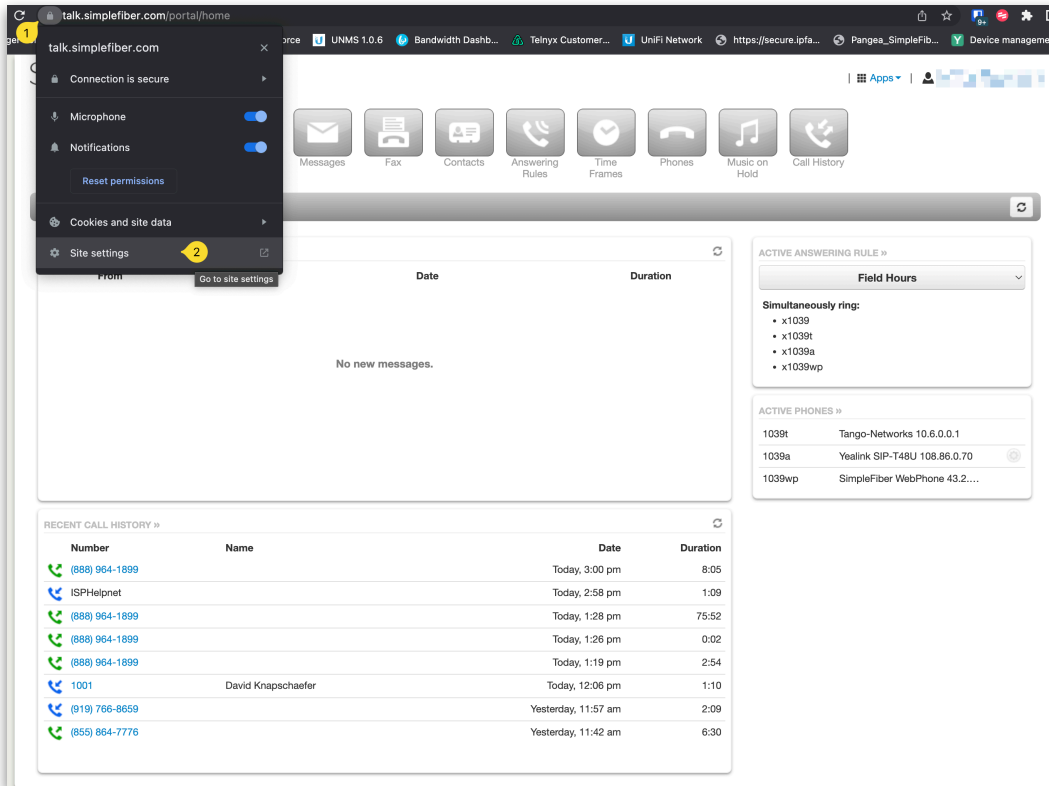 talk.simplefiber.com/portal/home
9+
1
orce UNMS 1.0.6 Bandwidth Dashb... Telnyx Customer... UniFi Network https://secure.ipfa... Pangea_SimpleFib... Device manageme
talk.simplefiber.com
Connection is secure
Microphone
Notifications
Reset permissions
Cookies and site data
Site settings 2
Go to site settings
Apps
Messages Fax Contacts Answering Rules Time Frames Phones Music on Hold Call History
From Date Duration
No new messages.
ACTIVE ANSWERING RULE »
Field Hours
Simultaneously ring:
• x1039
• x1039t
• x1039a
• x1039wp
ACTIVE PHONES »
1039t Tango-Networks 10.6.0.0.1
1039a Yealink SIP-T48U 108.86.0.70
1039wp SimpleFiber WebPhone 43.2....
RECENT CALL HISTORY »
Number Name Date Duration
(888) 964-1899 Today, 3:00 pm 8:05
ISPHelpnet Today, 2:58 pm 1:09
(888) 964-1899 Today, 1:28 pm 75:52
(888) 964-1899 Today, 1:26 pm 0:02
(888) 964-1899 Today, 1:19 pm 2:54
1001 David Knapschaefer Today, 12:06 pm 1:10
(919) 766-8659 Yesterday, 11:57 am 2:09
(855) 864-7776 Yesterday, 11:42 am 6:30